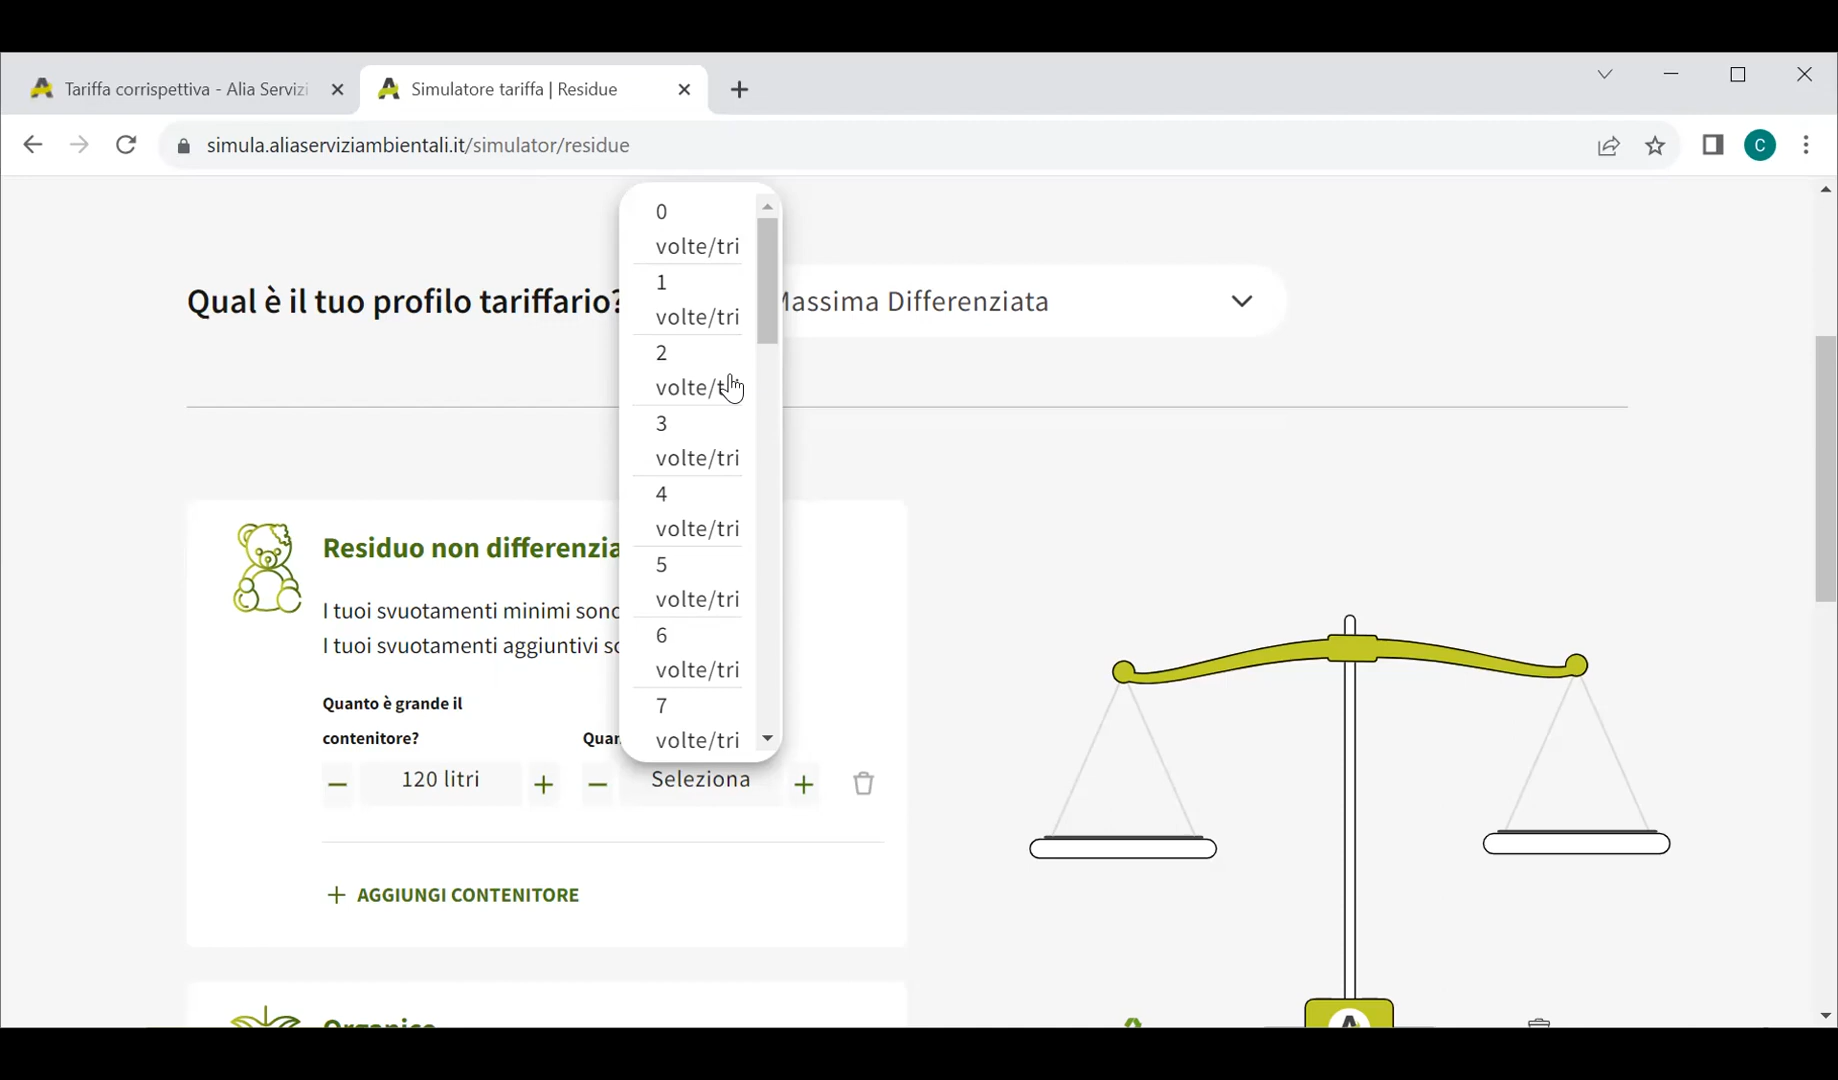 Tariffa corrispettiva - Alia Servizi
Simulatore tariffa | Residue
simula.aliaserviziambientali.it/simulator/residue
C
Qual è il tuo profilo tariffario?
Massima Differenziata
0
volte/tri
1
volte/tri
2
volte/tri
3
volte/tri
4
volte/tri
5
volte/tri
6
volte/tri
7
volte/tri
Residuo non differenzia
I tuoi svuotamenti minimi sono
I tuoi svuotamenti aggiuntivi so
Quanto è grande il
contenitore?
Quan
120 litri
Seleziona
AGGIUNGI CONTENITORE
Organico